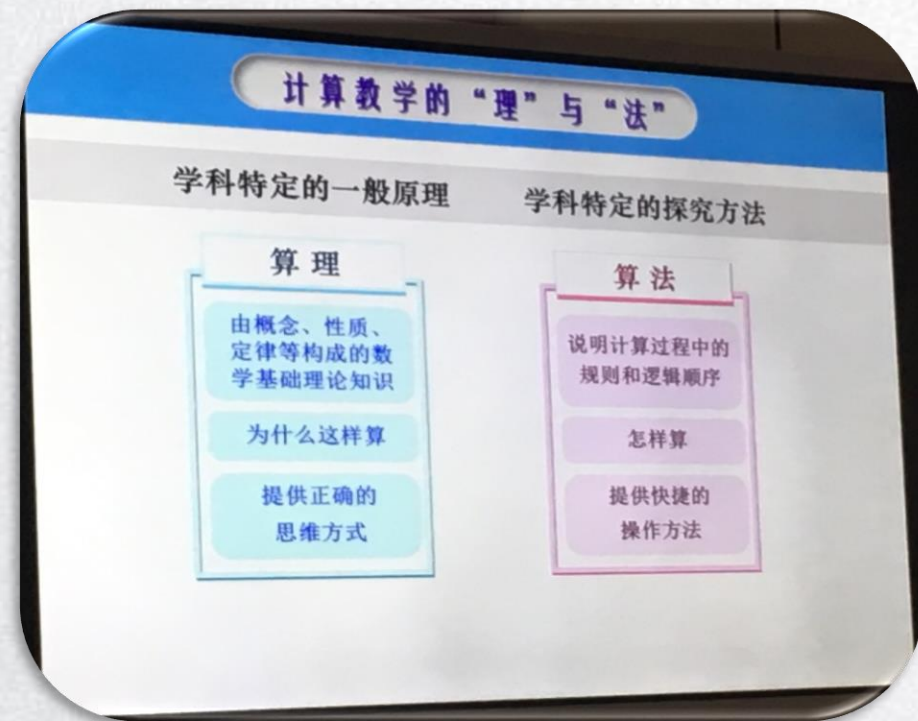 计算教学的“理”与“法”
学科特定的一般原理
学科特定的探究方法
算理
由概念、性质、
定律等构成的数
学基础理论知识
为什么这样算
提供正确的
思维方式
算法
说明计算过程中的
规则和逻辑顺序
怎样算
提供快捷的
操作方法